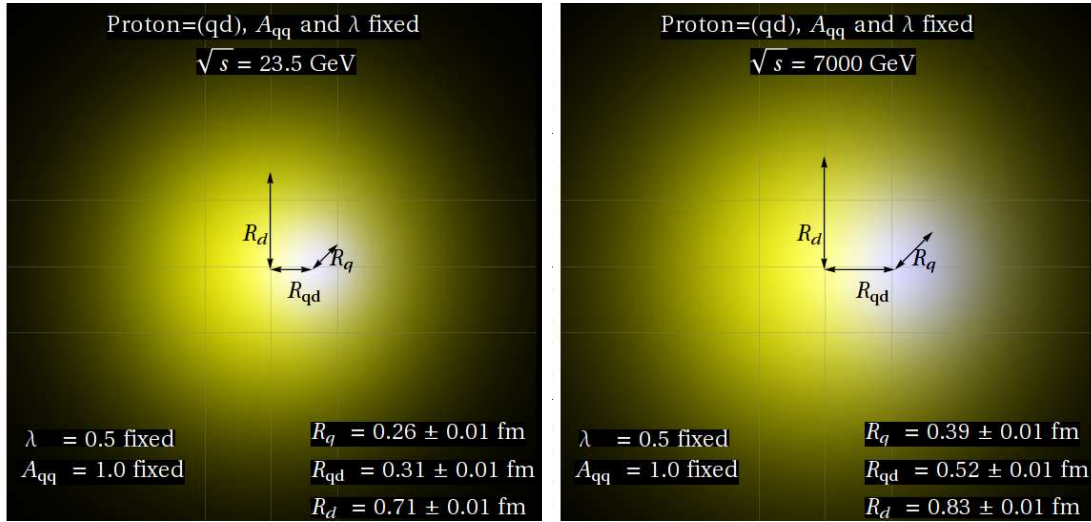 Proton=(qd), A_qq and λ fixed
√s = 23.5 GeV
R_d
R_q
R_qd
λ = 0.5 fixed
A_qq = 1.0 fixed
R_q = 0.26 ± 0.01 fm
R_qd = 0.31 ± 0.01 fm
R_d = 0.71 ± 0.01 fm
Proton=(qd), A_qq and λ fixed
√s = 7000 GeV
R_d
R_q
R_qd
λ = 0.5 fixed
A_qq = 1.0 fixed
R_q = 0.39 ± 0.01 fm
R_qd = 0.52 ± 0.01 fm
R_d = 0.83 ± 0.01 fm